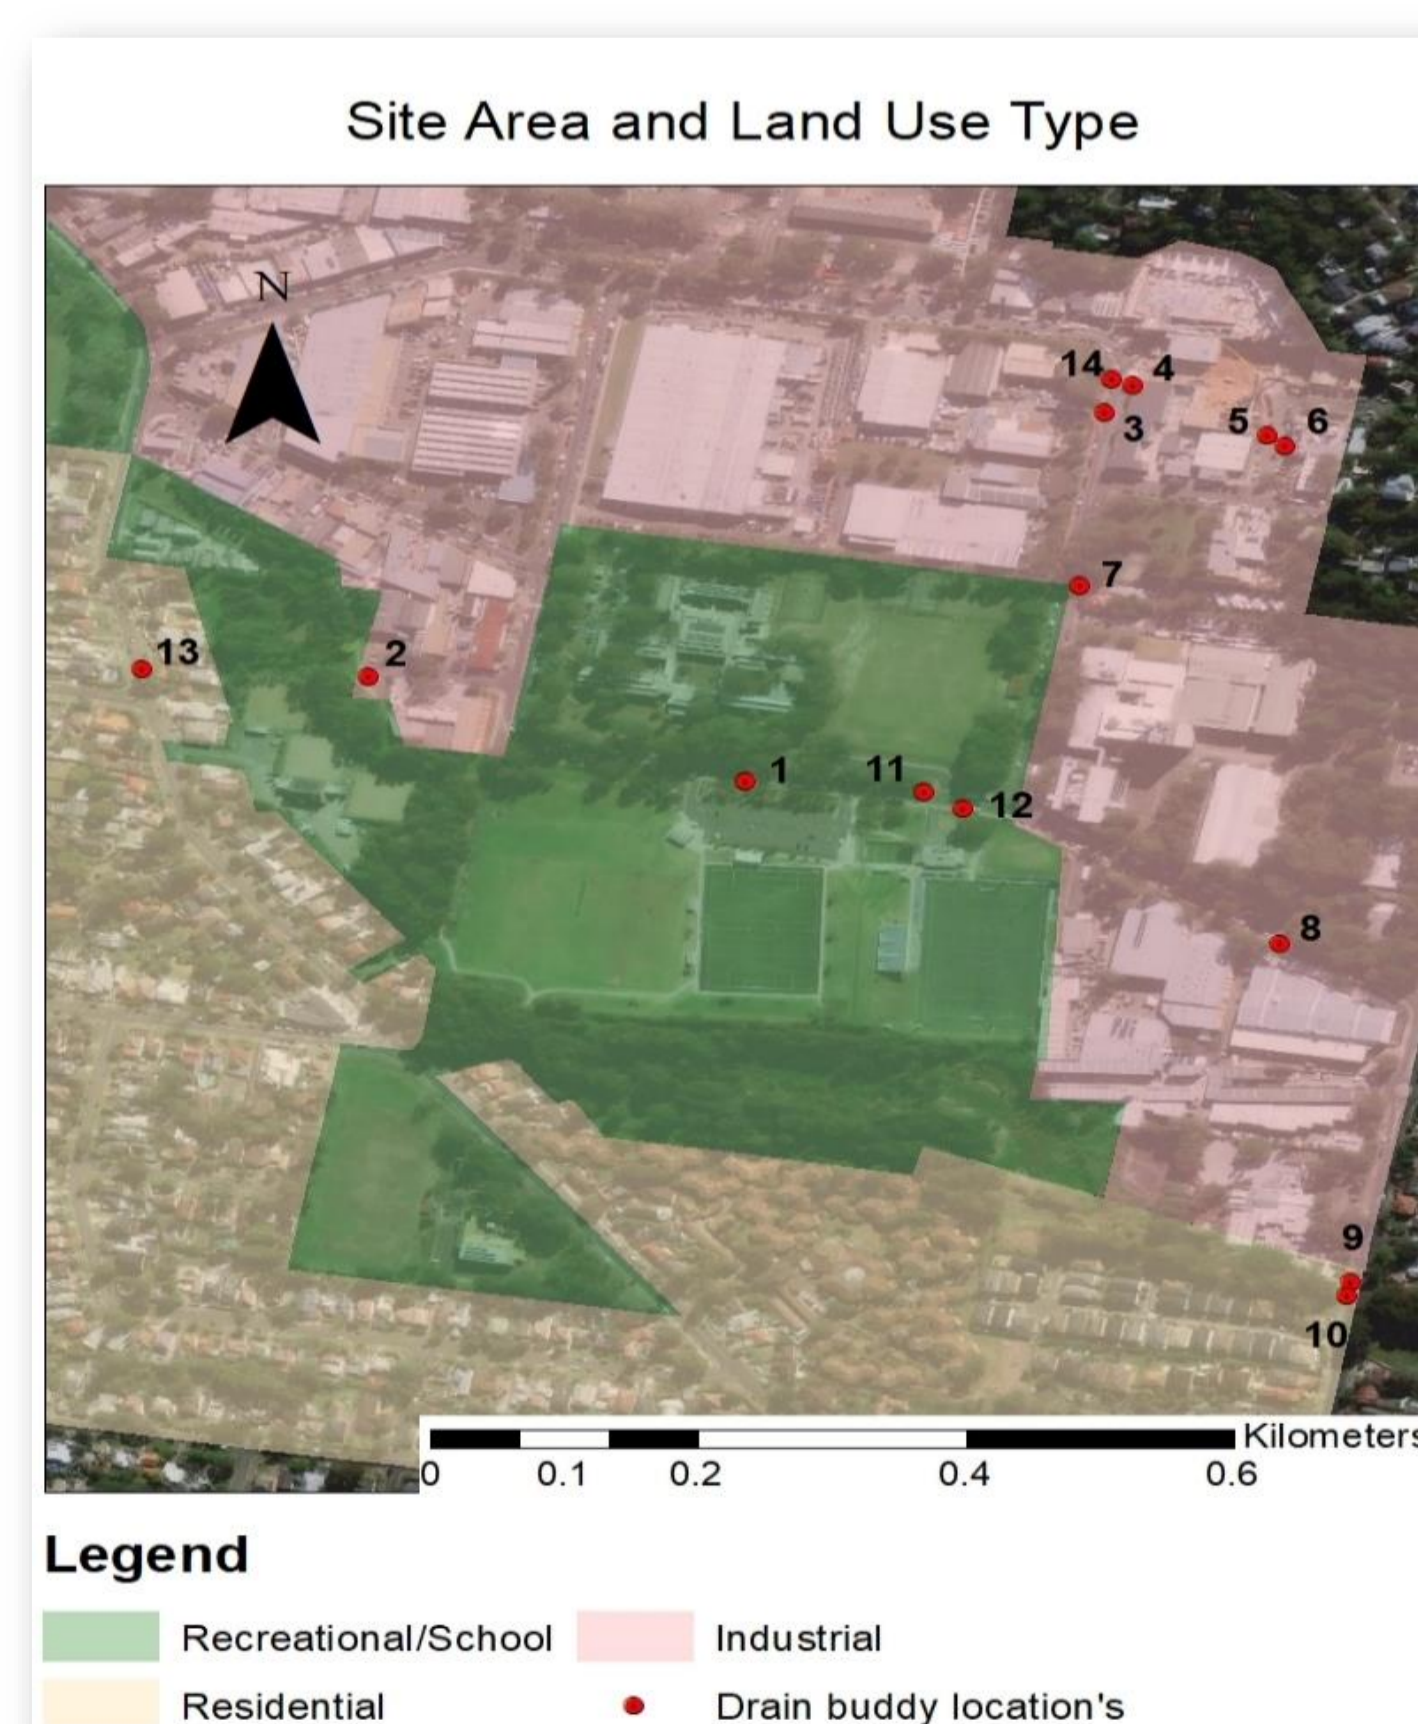 Site Area and Land Use Type
N
14
4
3
5
6
7
13
2
1
11
12
8
9
10
Kilometers
0
0.1
0.2
0.4
0.6
Legend
Recreational/School
Industrial
Residential
Drain buddy location's